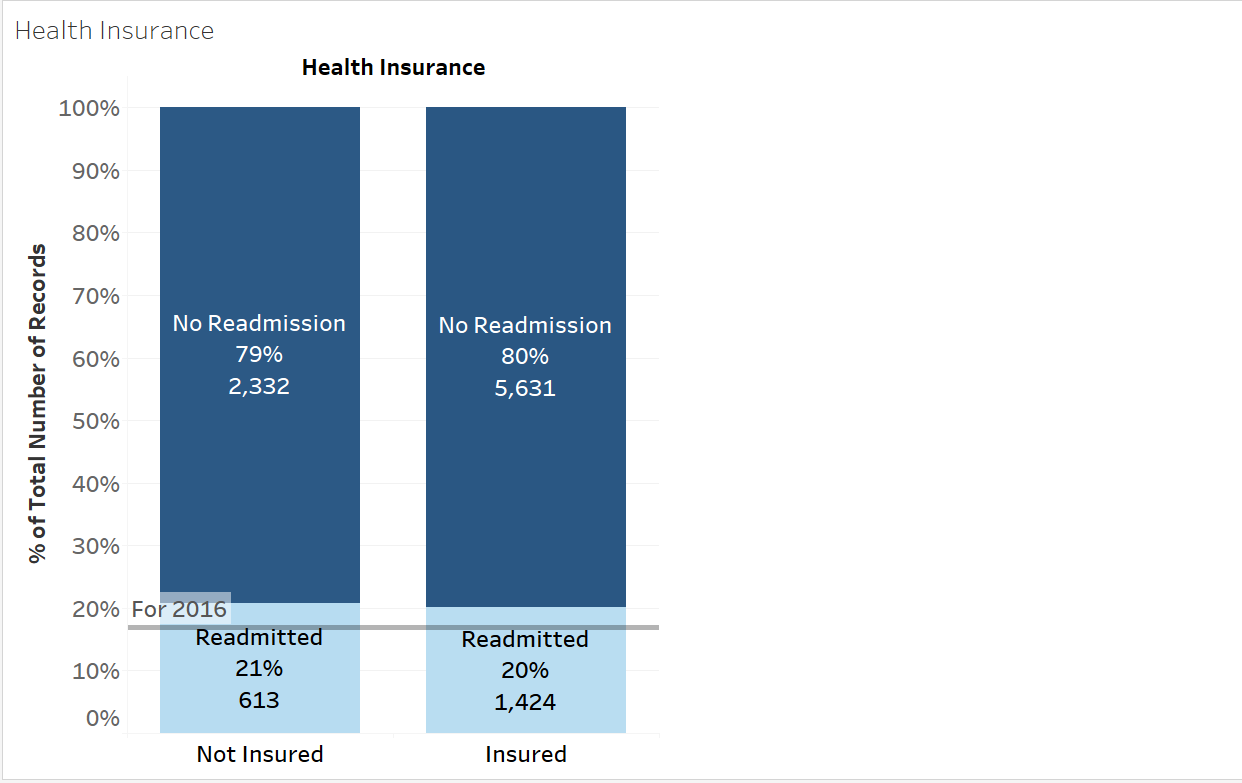 Health Insurance
Health Insurance
% of Total Number of Records
100%
90%
80%
70%
60%
50%
40%
30%
20%
10%
0%
No Readmission
79%
2,332
No Readmission
80%
5,631
For 2016
Readmitted
21%
613
Readmitted
20%
1,424
Not Insured
Insured